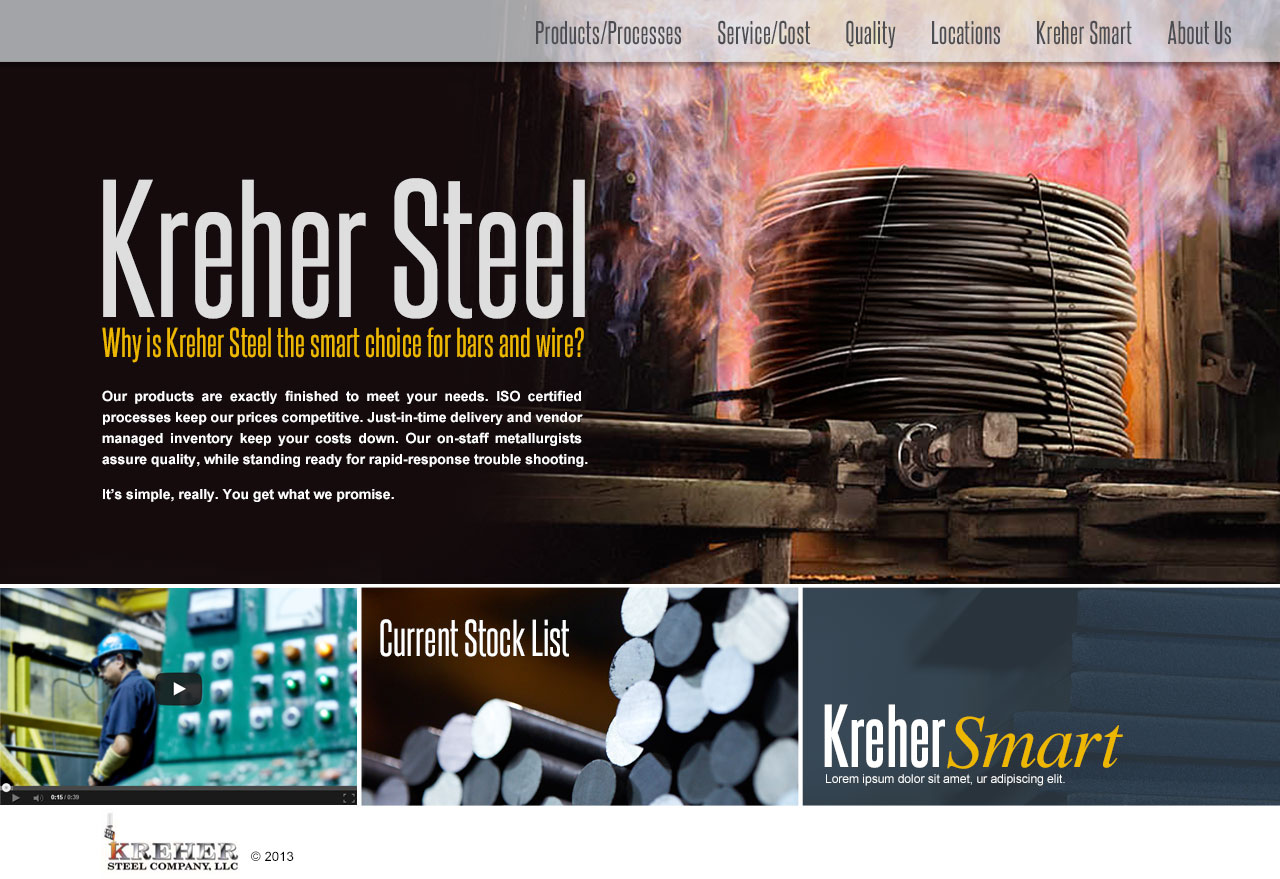 Products/Processes Service/Cost Quality Locations Kreher Smart About Us
Kreher Steel
Why is Kreher Steel the smart choice for bars and wire?
Our products are exactly finished to meet your needs. ISO certified
processes keep our prices competitive. Just-in-time delivery and vendor
managed inventory keep your costs down. Our on-staff metallurgists
assure quality, while standing ready for rapid-response trouble shooting.
It's simple, really. You get what we promise.
Current Stock List
Kreher Smart
Lorem ipsum dolor sit amet, ur adipiscing elit.
0:15 / 0:39
KREHER
STEEL COMPANY, LLC
© 2013